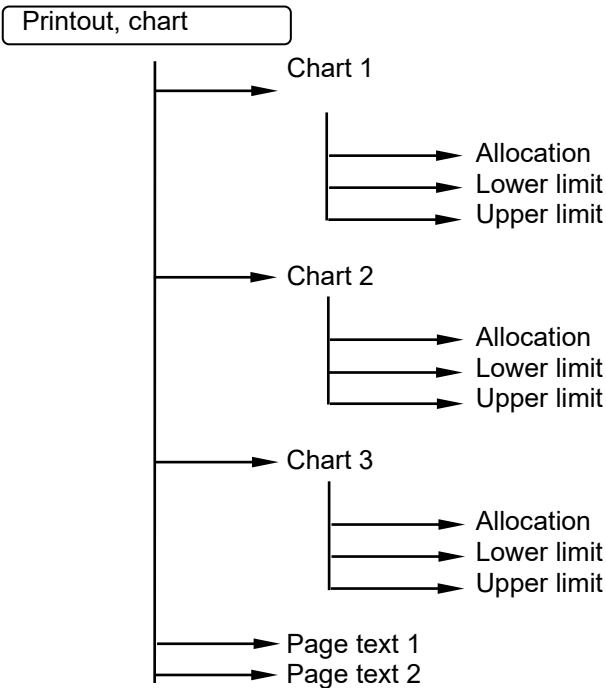 Printout, chart
Chart 1
Allocation
Lower limit
Upper limit
Chart 2
Allocation
Lower limit
Upper limit
Chart 3
Allocation
Lower limit
Upper limit
Page text 1
Page text 2